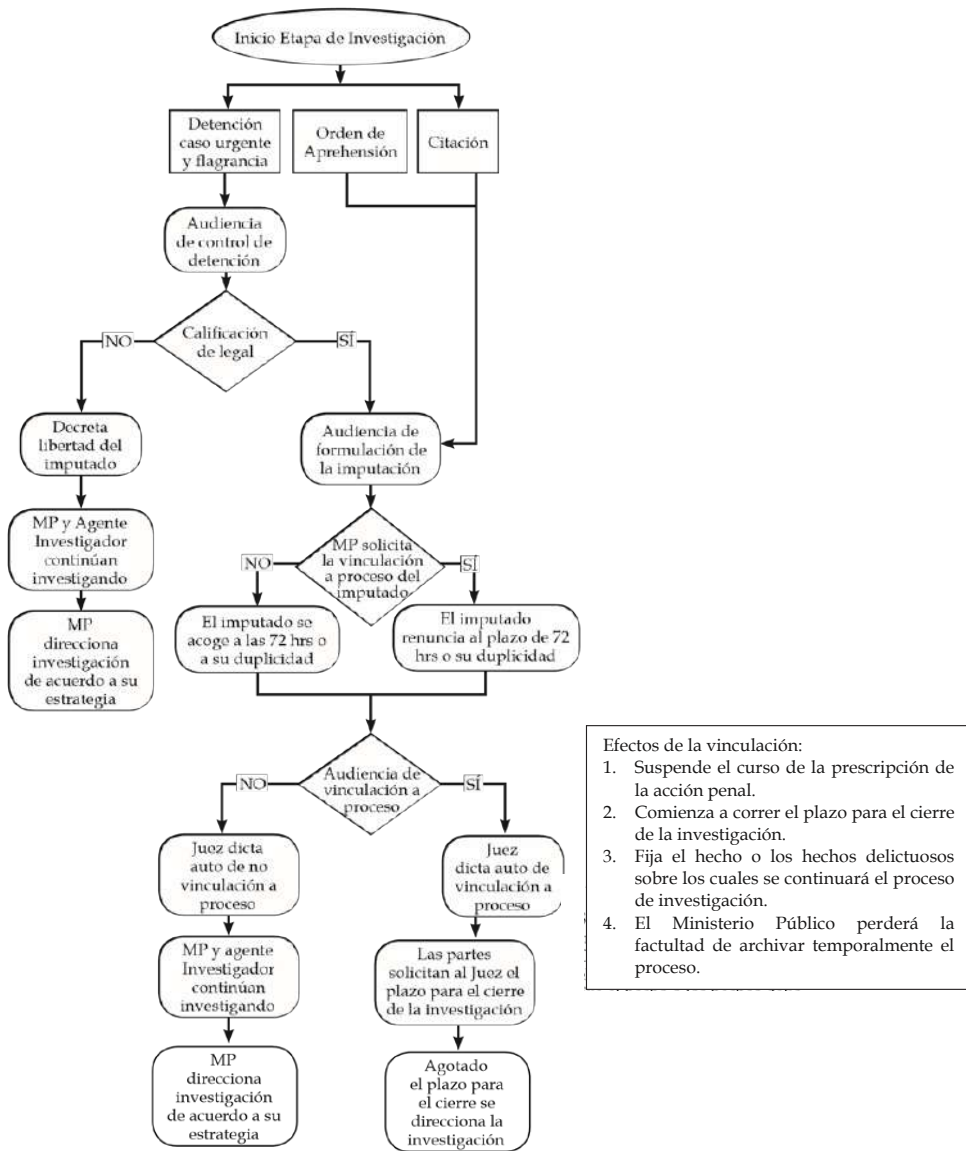 Inicio Etapa de Investigación
Detención
caso urgente
y flagrancia
Orden de
Aprehensión
Citación
Audiencia
de control de
detención
NO
Calificación
de legal
SÍ
Decreta
libertad del
imputado
Audiencia de
formulación de
la imputación
MP y Agente
Investigador
continúan
investigando
NO
MP solicita
la vinculación
a proceso del
imputado
SÍ
MP
direcciona
investigación
de acuerdo a su
estrategia
El imputado se
acoge a las 72 hrs o
a su duplicidad
El imputado
renuncia al plazo de 72
hrs o su duplicidad
NO
Audiencia de
vinculación a
proceso
SÍ
Juez dicta
auto de no
vinculación a
proceso
Juez
dicta auto de
vinculación a
proceso
MP y agente
Investigador
continúan
investigando
Las partes
solicitan al Juez el
plazo para el cierre
de la investigación
MP
direcciona
investigación
de acuerdo a su
estrategia
Agotado
el plazo para
el cierre se
direcciona la
investigación
Efectos de la vinculación:
1. Suspende el curso de la prescripción de
la acción penal.
2. Comienza a correr el plazo para el cierre
de la investigación.
3. Fija el hecho o los hechos delictuosos
sobre los cuales se continuará el proceso
de investigación.
4. El Ministerio Público perderá la
factultad de archivar temporalmente el
proceso.